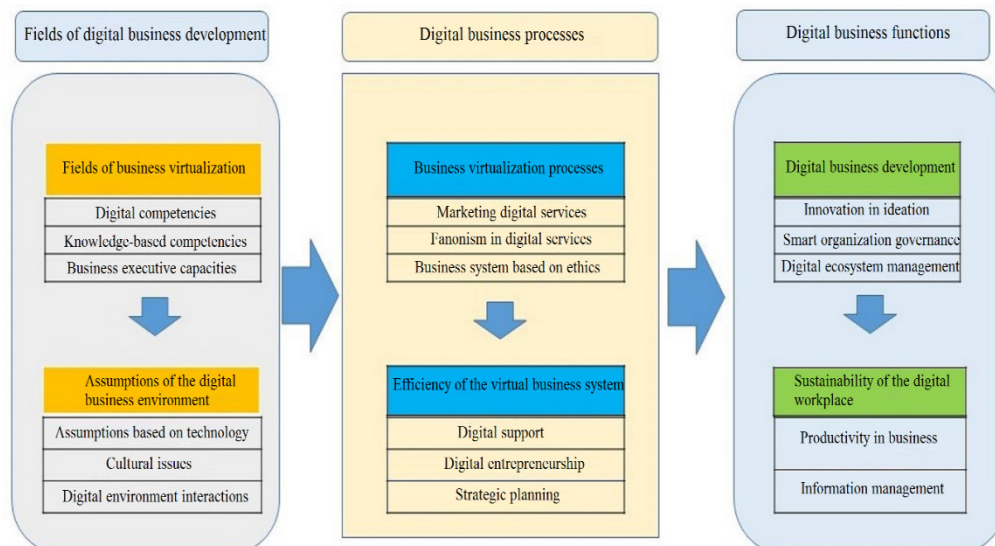 Fields of digital business development
Digital business processes
Digital business functions
Fields of business virtualization
Digital competencies
Knowledge-based competencies
Business executive capacities
Assumptions of the digital
business environment
Assumptions based on technology
Cultural issues
Digital environment interactions
Business virtualization processes
Marketing digital services
Fanonism in digital services
Business system based on ethics
Efficiency of the virtual business system
Digital support
Digital entrepreneurship
Strategic planning
Digital business development
Innovation in ideation
Smart organization governance
Digital ecosystem management
Sustainability of the digital
workplace
Productivity in business
Information management